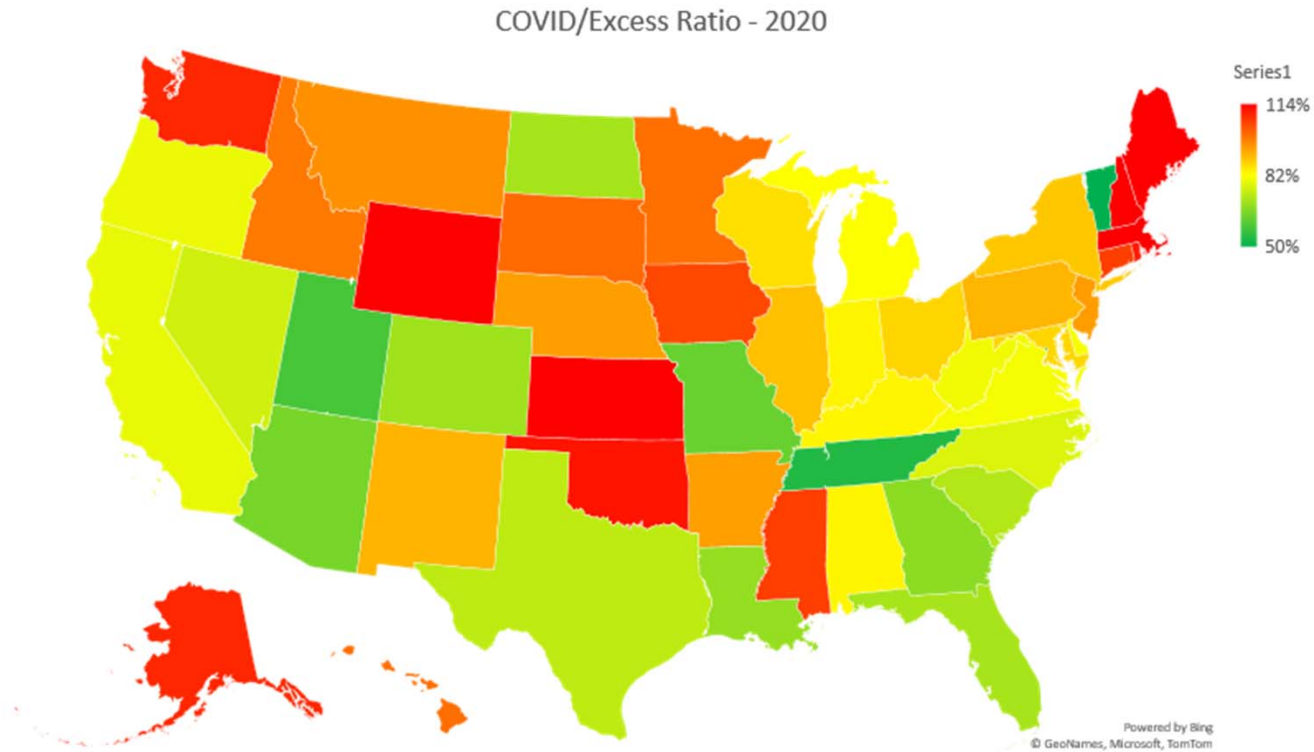 COVID/Excess Ratio - 2020
Series1
114%
82%
50%
Powered by Bing
© GeoNames, Microsoft, TomTom